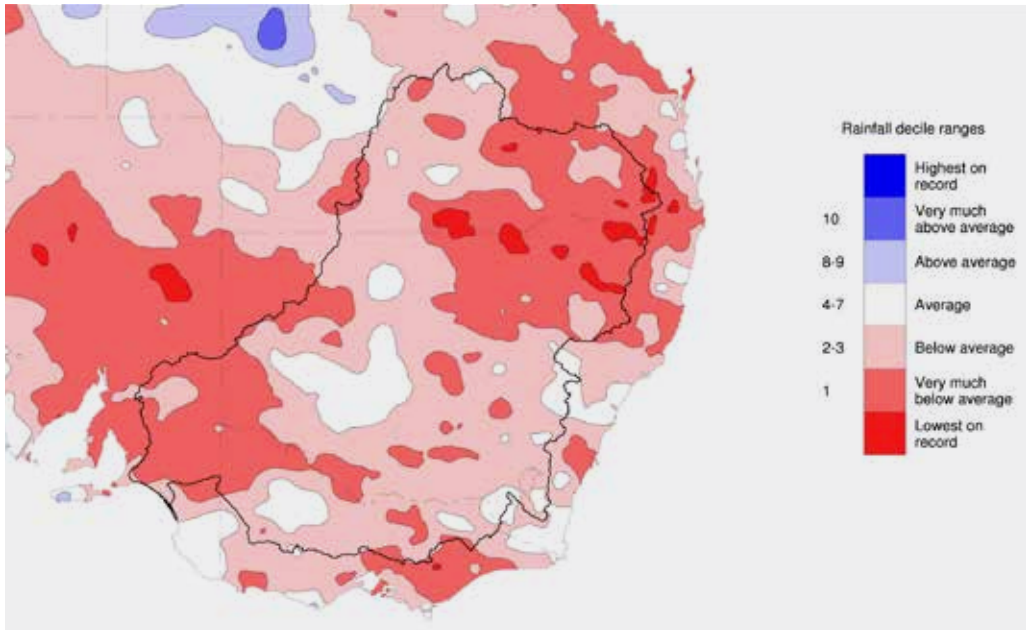 Rainfall decile ranges
Highest on
record
10
Very much
above average
8-9
Above average
4-7
Average
2-3
Below average
1
Very much
below average
Lowest on
record